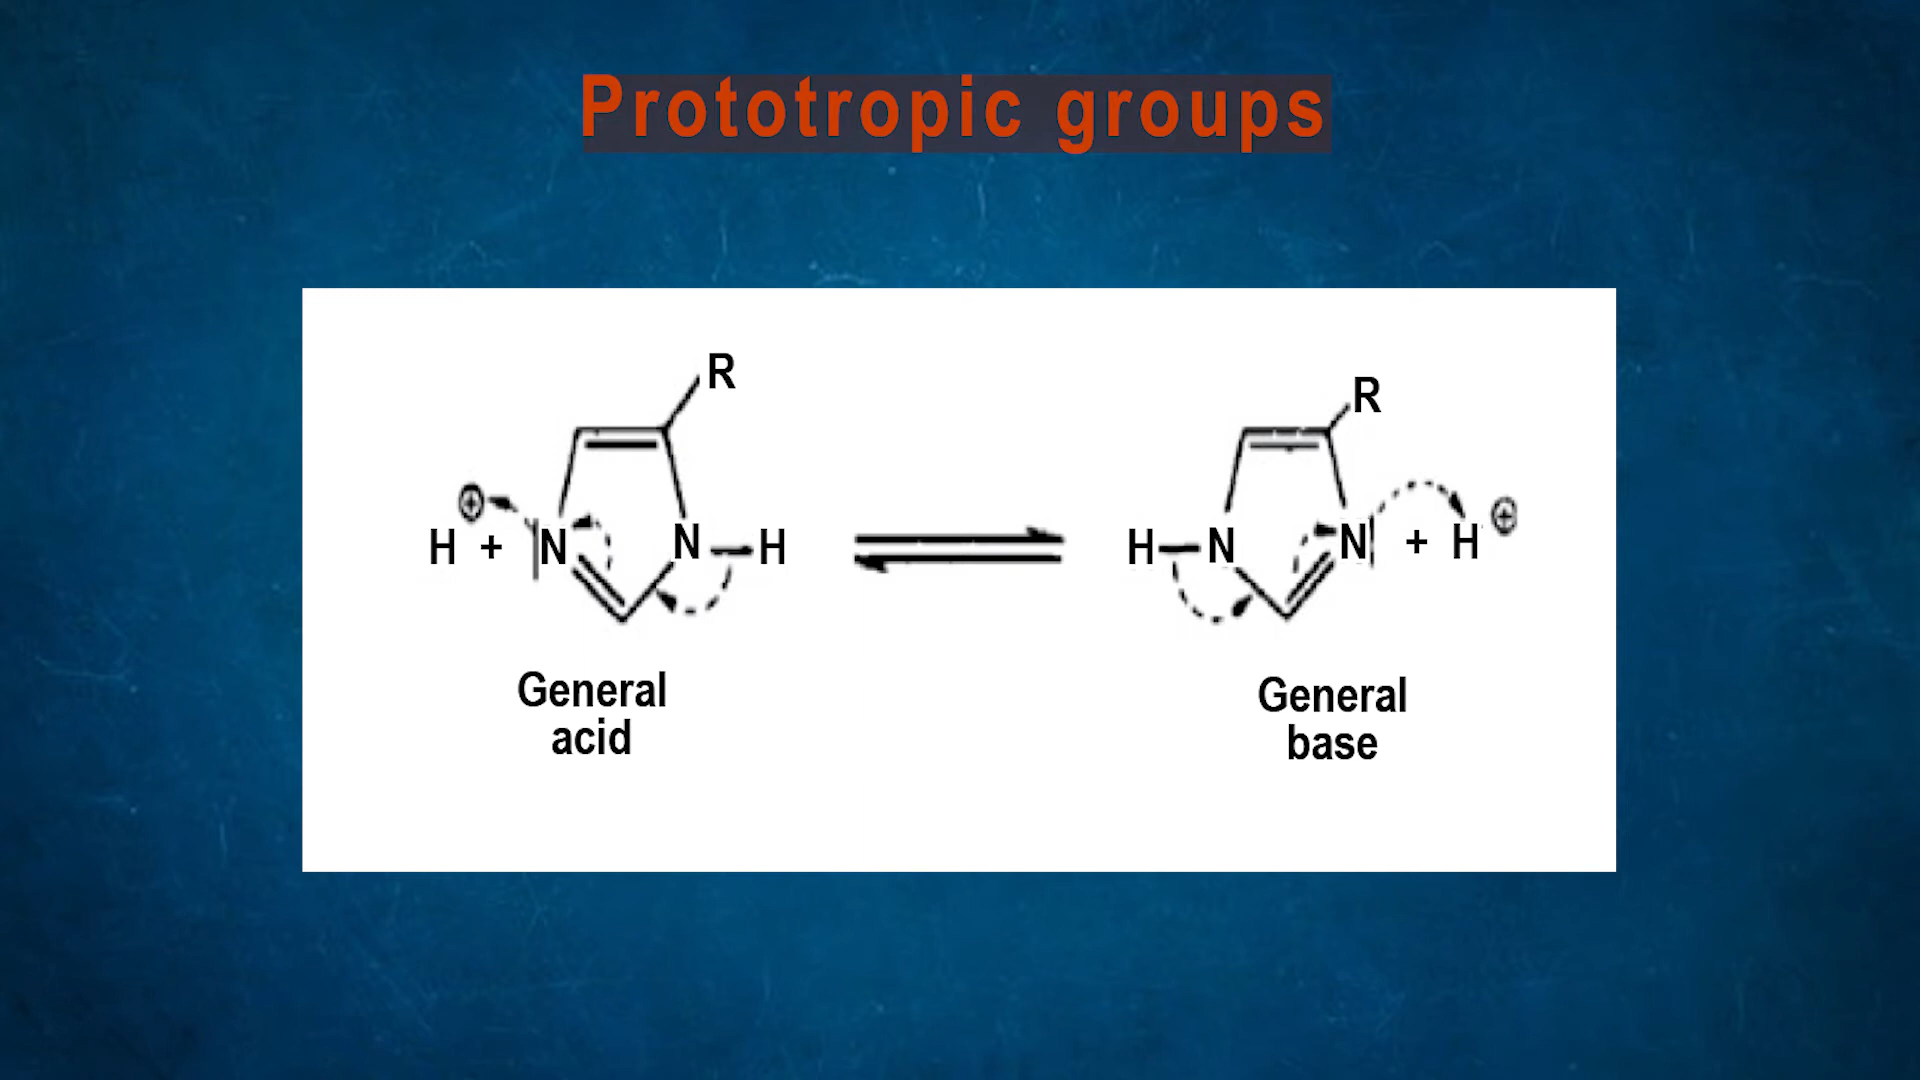 Prototropic groups
R
R
⊕
⊕
H + |N
N
H
H
N
N| + H
General
acid
General
base